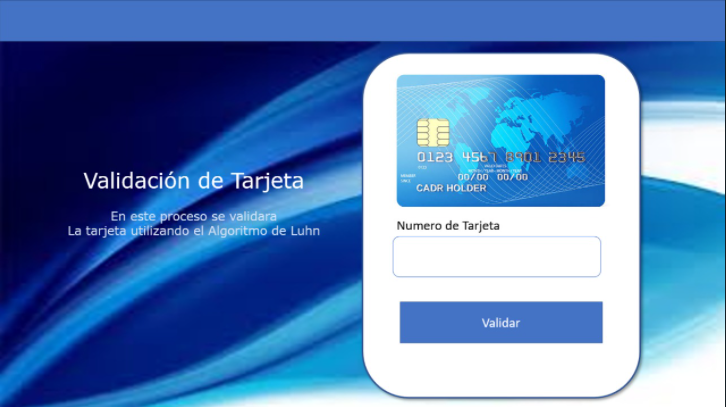 Validación de Tarjeta
En este proceso se validara
La tarjeta utilizando el Algoritmo de Luhn
0123 4567 8901 2345
00/00 00/00
CADR HOLDER
Numero de Tarjeta
Validar